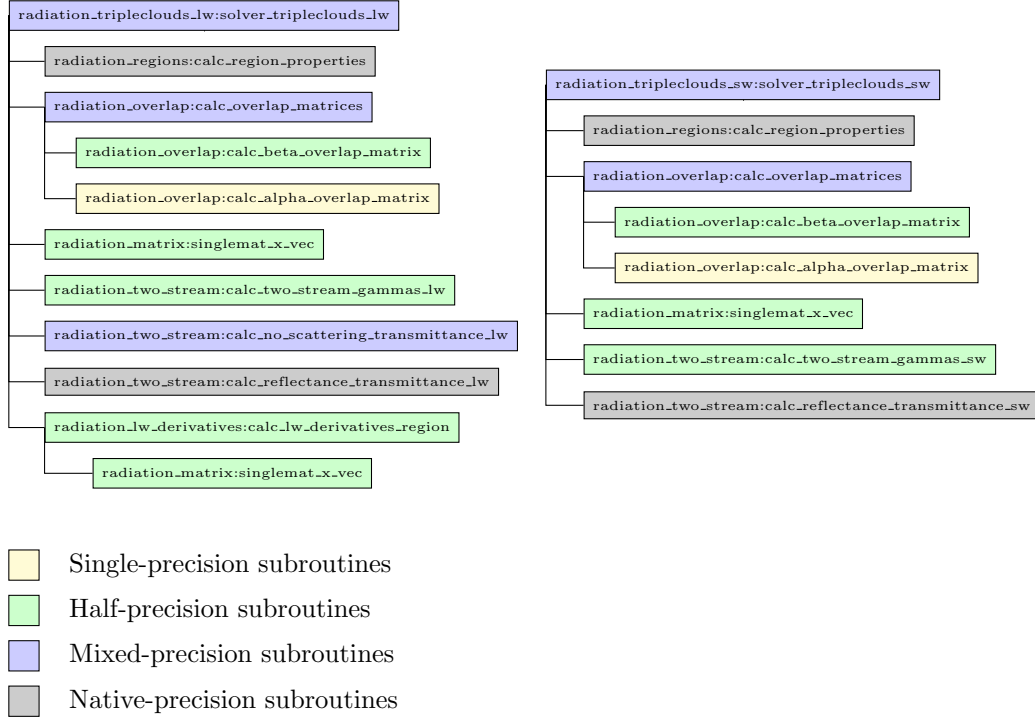 radiation_tripleclouds_lw:solver_tripleclouds_lw
radiation_regions:calc_region_properties
radiation_overlap:calc_overlap_matrices
radiation_overlap:calc_beta_overlap_matrix
radiation_overlap:calc_alpha_overlap_matrix
radiation_matrix:singlemat_x_vec
radiation_two_stream:calc_two_stream_gammas_lw
radiation_two_stream:calc_no_scattering_transmittance_lw
radiation_two_stream:calc_reflectance_transmittance_lw
radiation_lw_derivatives:calc_lw_derivatives_region
radiation_matrix:singlemat_x_vec
radiation_tripleclouds_sw:solver_tripleclouds_sw
radiation_regions:calc_region_properties
radiation_overlap:calc_overlap_matrices
radiation_overlap:calc_beta_overlap_matrix
radiation_overlap:calc_alpha_overlap_matrix
radiation_matrix:singlemat_x_vec
radiation_two_stream:calc_two_stream_gammas_sw
radiation_two_stream:calc_reflectance_transmittance_sw
Single-precision subroutines
Half-precision subroutines
Mixed-precision subroutines
Native-precision subroutines